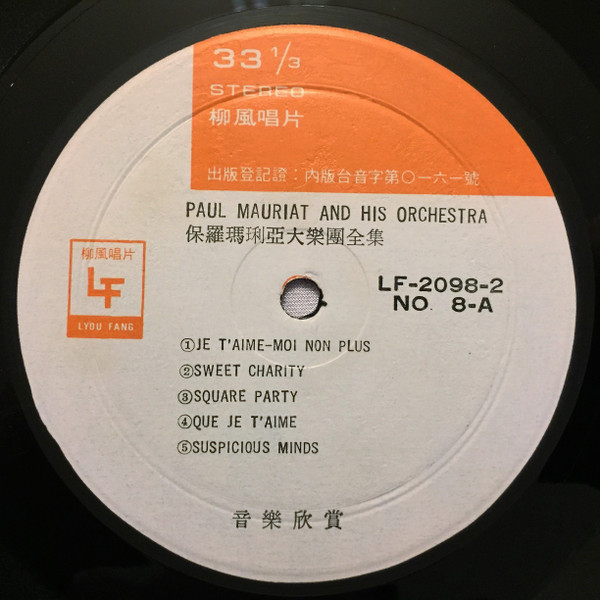 33 1/3
STEREO
柳風唱片
出版登記證：內版台音字第〇一六一號
PAUL MAURIAT AND HIS ORCHESTRA
保羅瑪琍亞大樂團全集
柳風唱片
LF
LYOU FANG
LF-2098-2
NO. 8-A
①JE T'AIME-MOI NON PLUS
②SWEET CHARITY
③SQUARE PARTY
④QUE JE T'AIME
⑤SUSPICIOUS MINDS
音樂欣賞